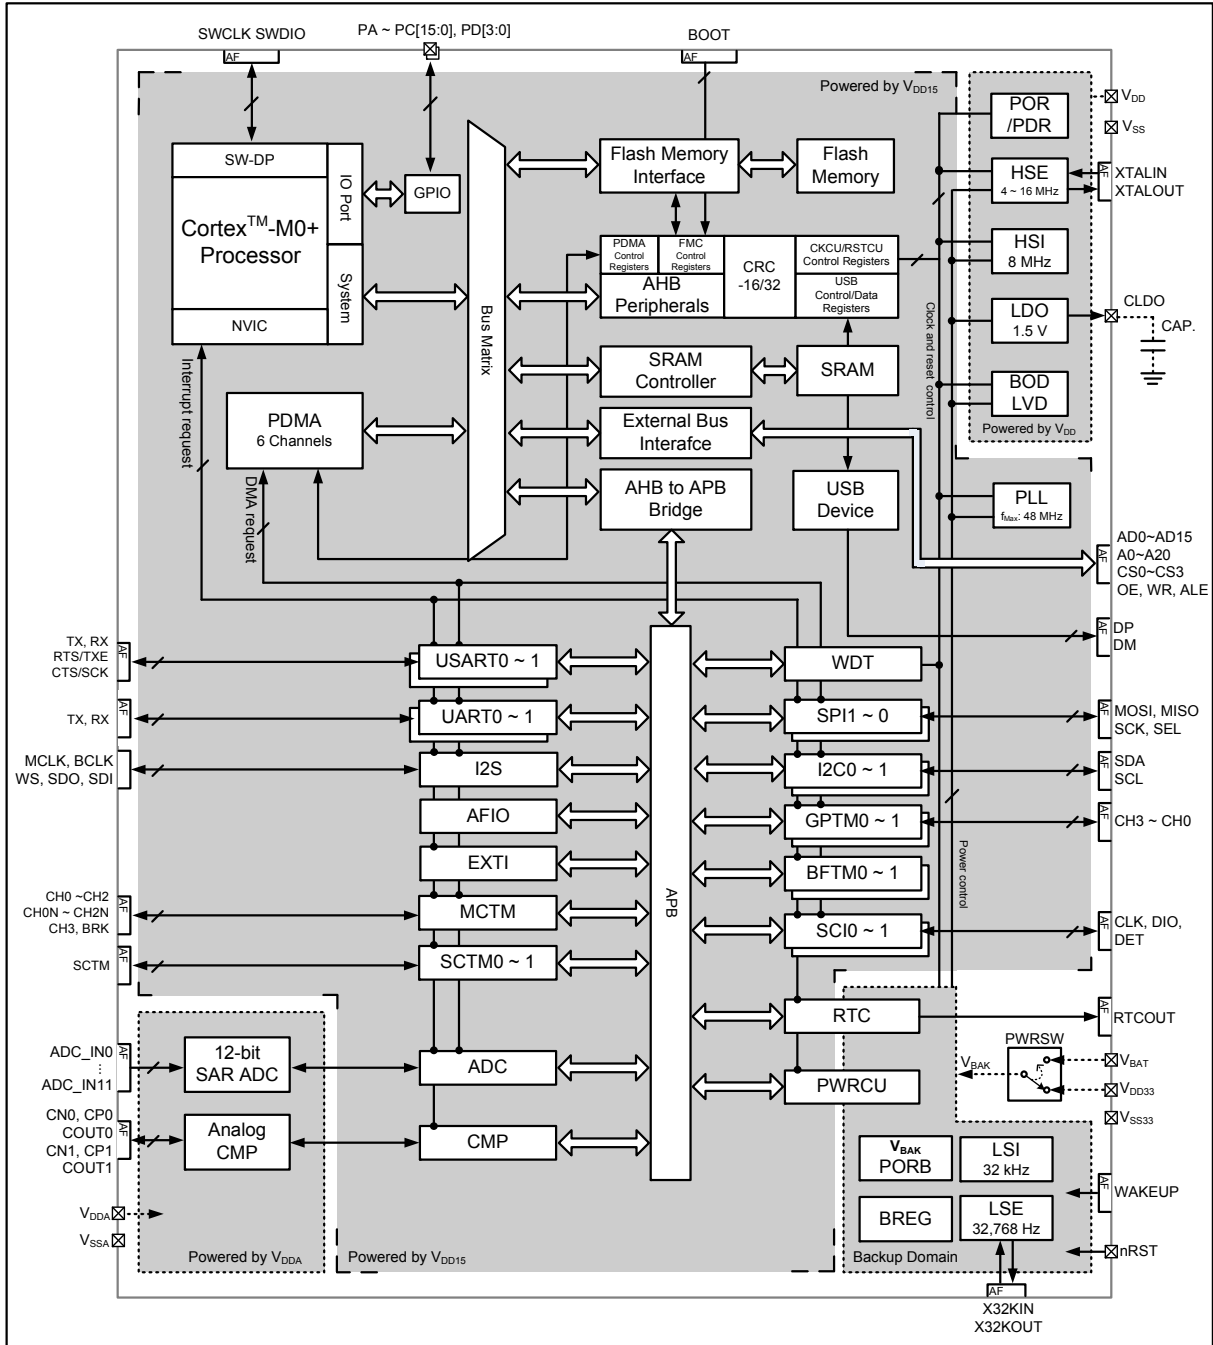 SWCLK SWDIO
AF
PA ~ PC[15:0], PD[3:0]
BOOT
AF
Powered by VDD15
POR
/PDR
VDD
VSS
SW-DP
IO Port
Cortex™-M0+
Processor
System
NVIC
GPIO
Bus Matrix
Flash Memory
Interface
Flash
Memory
HSE
4 ~ 16 MHz
AF
XTALIN
XTALOUT
PDMA
Control
Registers
FMC
Control
Registers
CRC
-16/32
CKCU/RSTCU
Control Registers
AHB
Peripherals
USB
Control/Data
Registers
HSI
8 MHz
Clock and reset control
LDO
1.5 V
CLDO
CAP.
Interrupt request
SRAM
Controller
SRAM
BOD
LVD
Powered by VDD
PDMA
6 Channels
External Bus
Interafce
DMA request
AHB to APB
Bridge
USB
Device
PLL
fMax: 48 MHz
AF
AD0~AD15
A0~A20
CS0~CS3
OE, WR, ALE
AF
DP
DM
TX, RX
RTS/TXE
CTS/SCK
AF
USART0 ~ 1
APB
WDT
TX, RX
AF
UART0 ~ 1
SPI1 ~ 0
AF
MOSI, MISO
SCK, SEL
MCLK, BCLK
WS, SDO, SDI
AF
I2S
I2C0 ~ 1
AF
SDA
SCL
AFIO
GPTM0 ~ 1
AF
CH3 ~ CH0
EXTI
BFTM0 ~ 1
Power control
CH0 ~CH2
CH0N ~ CH2N
CH3, BRK
AF
MCTM
SCI0 ~ 1
AF
CLK, DIO,
DET
SCTM
AF
SCTM0 ~ 1
RTC
AF
RTCOUT
ADC_IN0
⋮
ADC_IN11
AF
12-bit
SAR ADC
ADC
PWRCU
PWRSW
VBAK
VBAT
VDD33
VSS33
CN0, CP0
COUT0
CN1, CP1
COUT1
AF
Analog
CMP
CMP
VBAK
PORB
LSI
32 kHz
AF
WAKEUP
BREG
LSE
32,768 Hz
VDDA
VSSA
Powered by VDDA
Powered by VDD15
Backup Domain
nRST
AF
X32KIN
X32KOUT